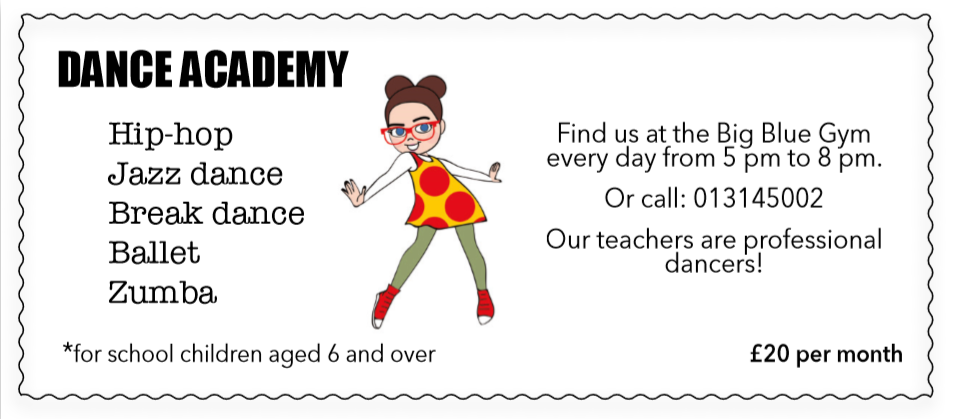 DANCE ACADEMY
Hip-hop
Jazz dance
Break dance
Ballet
Zumba
*for school children aged 6 and over
Find us at the Big Blue Gym
every day from 5 pm to 8 pm.
Or call: 013145002
Our teachers are professional
dancers!
£20 per month